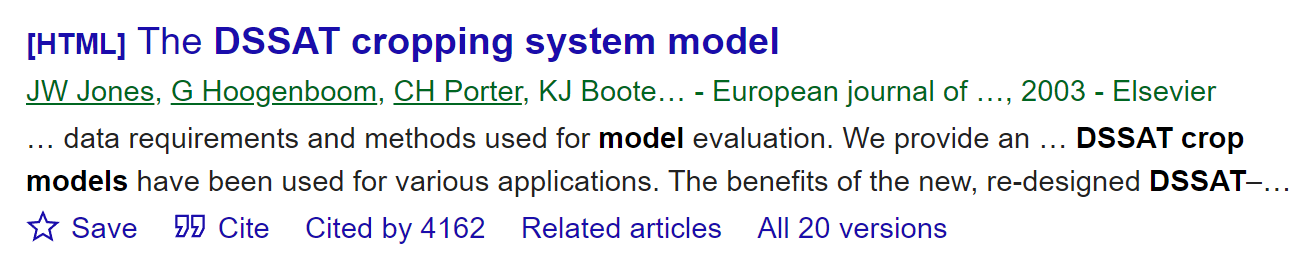 [HTML] The DSSAT cropping system model
JW Jones, G Hoogenboom, CH Porter, KJ Boote… - European journal of …, 2003 - Elsevier
… data requirements and methods used for model evaluation. We provide an … DSSAT crop
models have been used for various applications. The benefits of the new, re-designed DSSAT–…
Save Cite Cited by 4162 Related articles All 20 versions